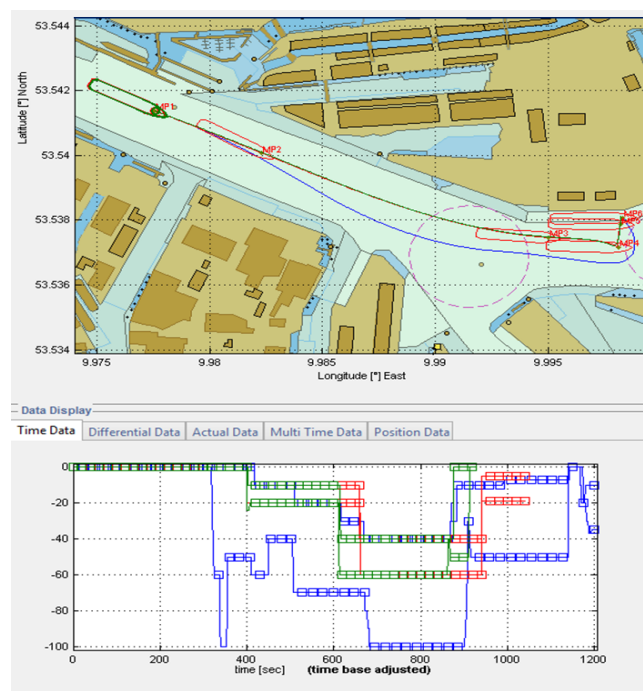 53.544
53.542
53.54
53.538
53.536
53.534
Latitude [°] North
MP1b
MP2
MP3
MP6
MP5
MP4
9.975 9.98 9.985 9.99 9.995
Longitude [°] East
Data Display
Time Data Differential Data Actual Data Multi Time Data Position Data
0
-20
-40
-60
-80
-100
0 200 400 600 800 1000 1200
time [sec] (time base adjusted)